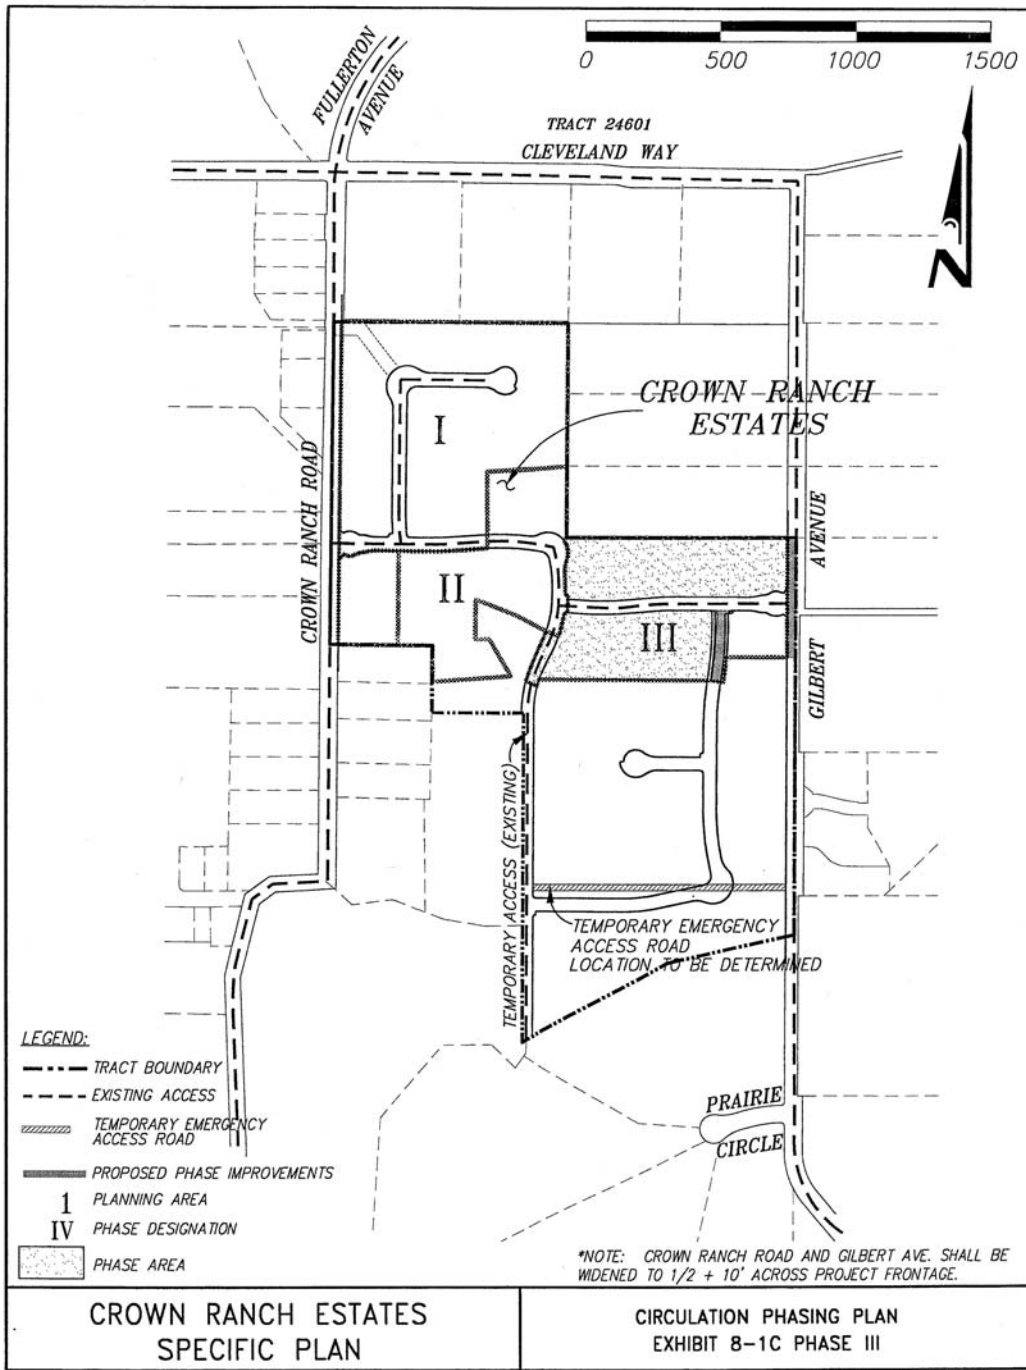 0 500 1000 1500
FULLERTON
AVENUE
TRACT 24601
CLEVELAND WAY
N
CROWN RANCH
ESTATES
I
CROWN RANCH ROAD
AVENUE
II
III
GILBERT
TEMPORARY ACCESS (EXISTING)
TEMPORARY EMERGENCY
ACCESS ROAD
LOCATION TO BE DETERMINED
LEGEND:
TRACT BOUNDARY
EXISTING ACCESS
TEMPORARY EMERGENCY
ACCESS ROAD
PROPOSED PHASE IMPROVEMENTS
1 PLANNING AREA
IV PHASE DESIGNATION
PHASE AREA
PRAIRIE
CIRCLE
*NOTE: CROWN RANCH ROAD AND GILBERT AVE. SHALL BE
WIDENED TO 1/2 + 10' ACROSS PROJECT FRONTAGE.
CROWN RANCH ESTATES
SPECIFIC PLAN
CIRCULATION PHASING PLAN
EXHIBIT 8-1C PHASE III